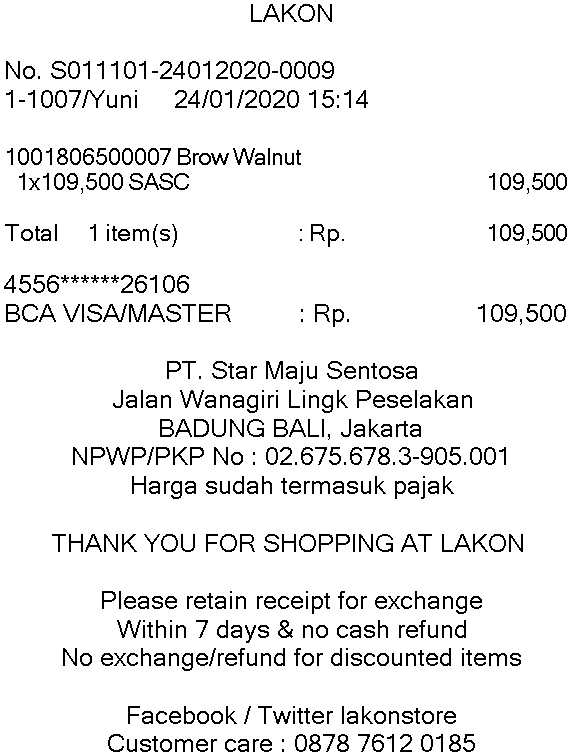 LAKON
No. S011101-24012020-0009
1-1007/Yuni 24/01/2020 15:14
1001806500007 Brow Walnut
1x109,500 SASC 109,500
Total 1 item(s) : Rp. 109,500
4556******26106
BCA VISA/MASTER : Rp. 109,500
PT. Star Maju Sentosa
Jalan Wanagiri Lingk Peselakan
BADUNG BALI, Jakarta
NPWP/PKP No : 02.675.678.3-905.001
Harga sudah termasuk pajak
THANK YOU FOR SHOPPING AT LAKON
Please retain receipt for exchange
Within 7 days & no cash refund
No exchange/refund for discounted items
Facebook / Twitter lakonstore
Customer care : 0878 7612 0185